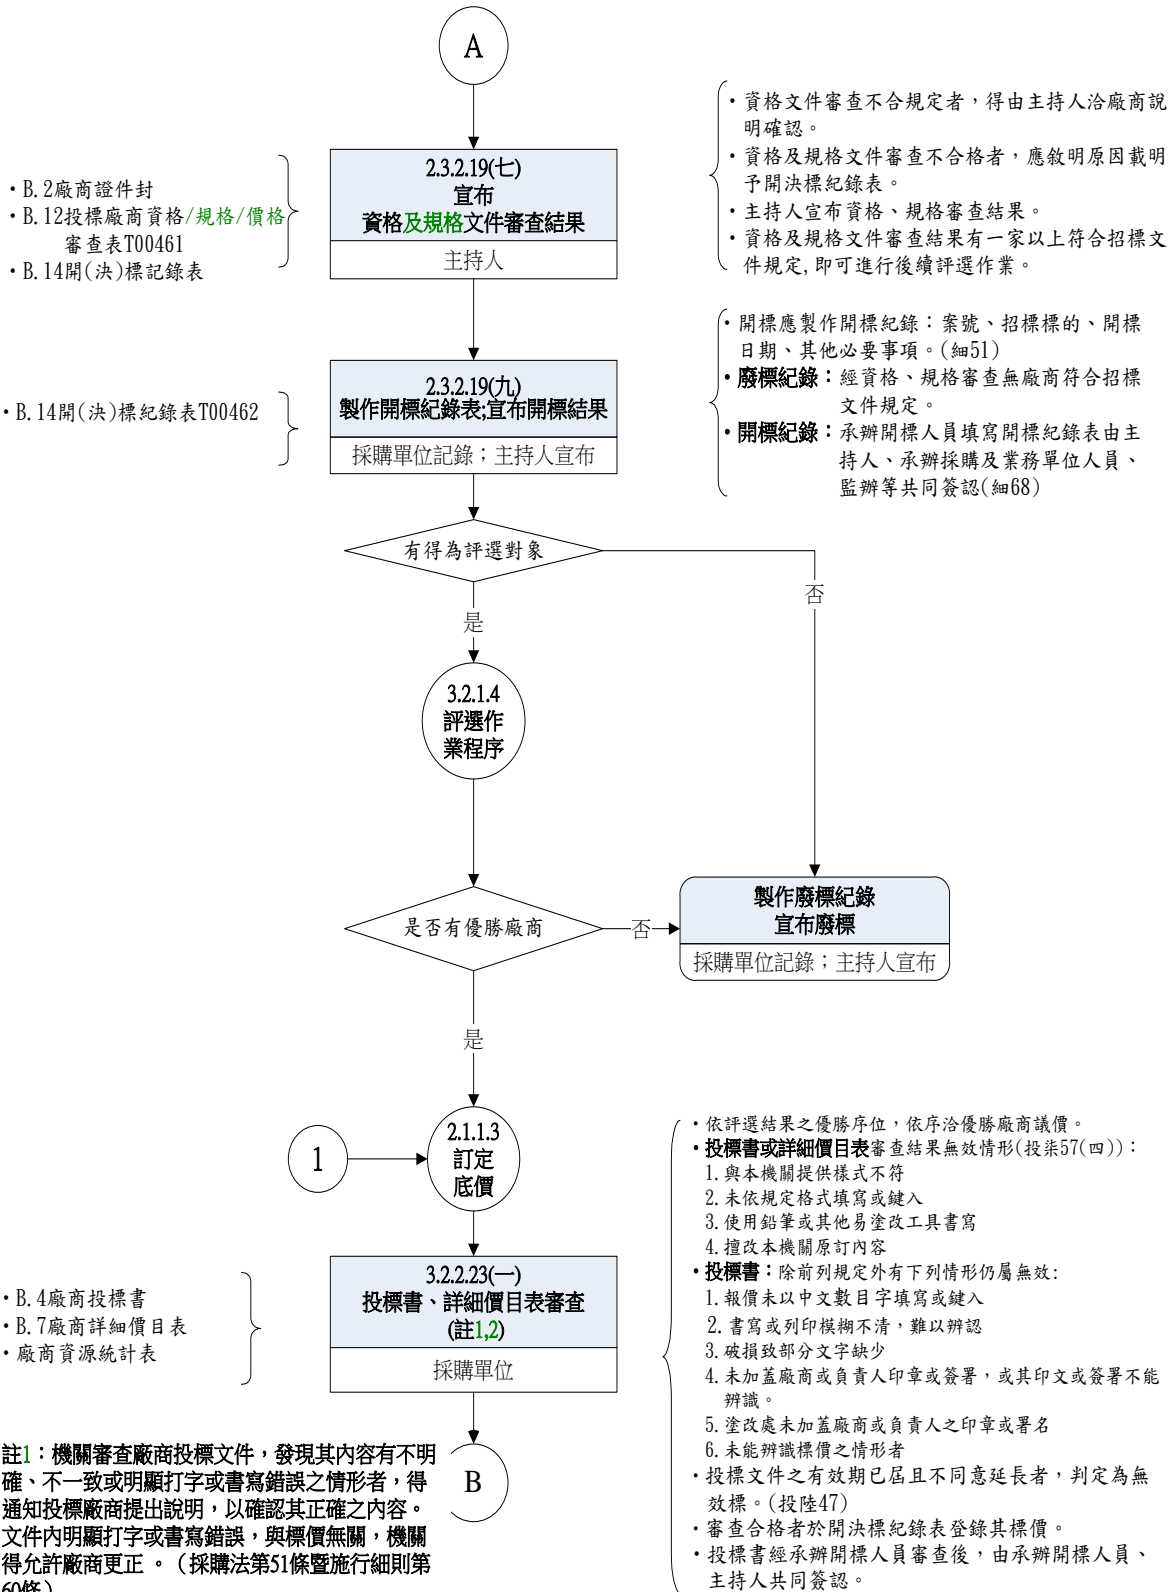 A
・資格文件審查不合規定者，得由主持人洽廠商說
明確認。
・資格及規格文件審查不合格者，應敘明原因載明
予開決標紀錄表。
・主持人宣布資格、規格審查結果。
・資格及規格文件審查結果有一家以上符合招標文
件規定,即可進行後續評選作業。
2.3.2.19(七)
宣布
資格及規格文件審查結果
主持人
・B.2廠商證件封
・B.12投標廠商資格/規格/價格
審查表T00461
・B.14開(決)標記錄表
・開標應製作開標紀錄：案號、招標標的、開標
日期、其他必要事項。(細51)
・廢標紀錄：經資格、規格審查無廠商符合招標
文件規定。
・開標紀錄：承辦開標人員填寫開標紀錄表由主
持人、承辦採購及業務單位人員、
監辦等共同簽認(細68)
2.3.2.19(九)
製作開標紀錄表;宣布開標結果
採購單位記錄；主持人宣布
・B.14開(決)標紀錄表T00462
有得為評選對象
否
是
3.2.1.4
評選作
業程序
是否有優勝廠商
否
製作廢標紀錄
宣布廢標
採購單位記錄；主持人宣布
是
1
2.1.1.3
訂定
底價
・依評選結果之優勝序位，依序洽優勝廠商議價。
・投標書或詳細價目表審查結果無效情形(投柒57(四))：
1.與本機關提供樣式不符
2.未依規定格式填寫或鍵入
3.使用鉛筆或其他易塗改工具書寫
4.擅改本機關原訂內容
・投標書：除前列規定外有下列情形仍屬無效:
1.報價未以中文數目字填寫或鍵入
2.書寫或列印模糊不清，難以辨認
3.破損致部分文字缺少
4.未加蓋廠商或負責人印章或簽署，或其印文或簽署不能
辨識。
5.塗改處未加蓋廠商或負責人之印章或署名
6.未能辨識標價之情形者
・投標文件之有效期已屆且不同意延長者，判定為無
效標。(投陸47)
・審查合格者於開決標紀錄表登錄其標價。
・投標書經承辦開標人員審查後，由承辦開標人員、
主持人共同簽認。
3.2.2.23(一)
投標書、詳細價目表審查
(註1,2)
採購單位
・B.4廠商投標書
・B.7廠商詳細價目表
・廠商資源統計表
B
註1：機關審查廠商投標文件，發現其內容有不明
確、不一致或明顯打字或書寫錯誤之情形者，得
通知投標廠商提出說明，以確認其正確之內容。
文件內明顯打字或書寫錯誤，與標價無關，機關
得允許廠商更正 。（採購法第51條暨施行細則第
60條）